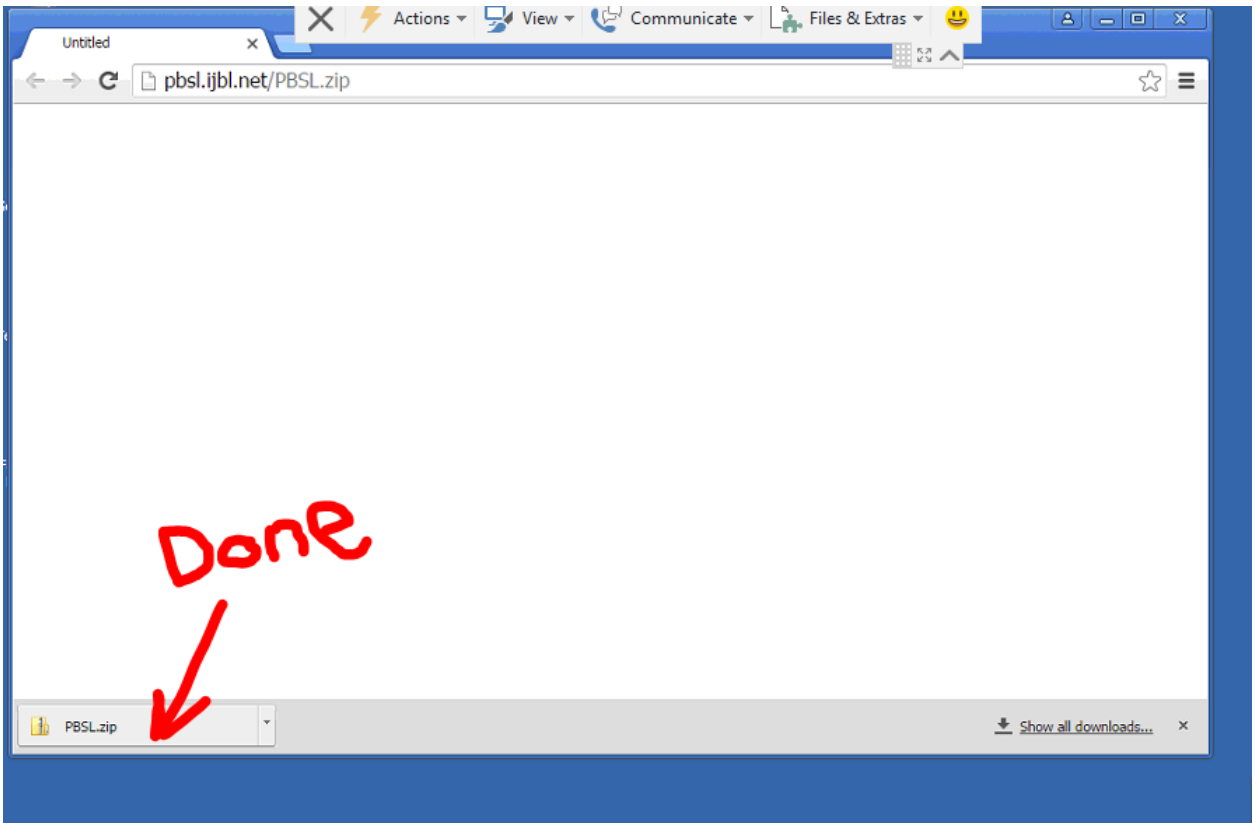 Actions View Communicate Files & Extras
Untitled
pbsl.ijbl.net/PBSL.zip
Done
PBSL.zip Show all downloads...